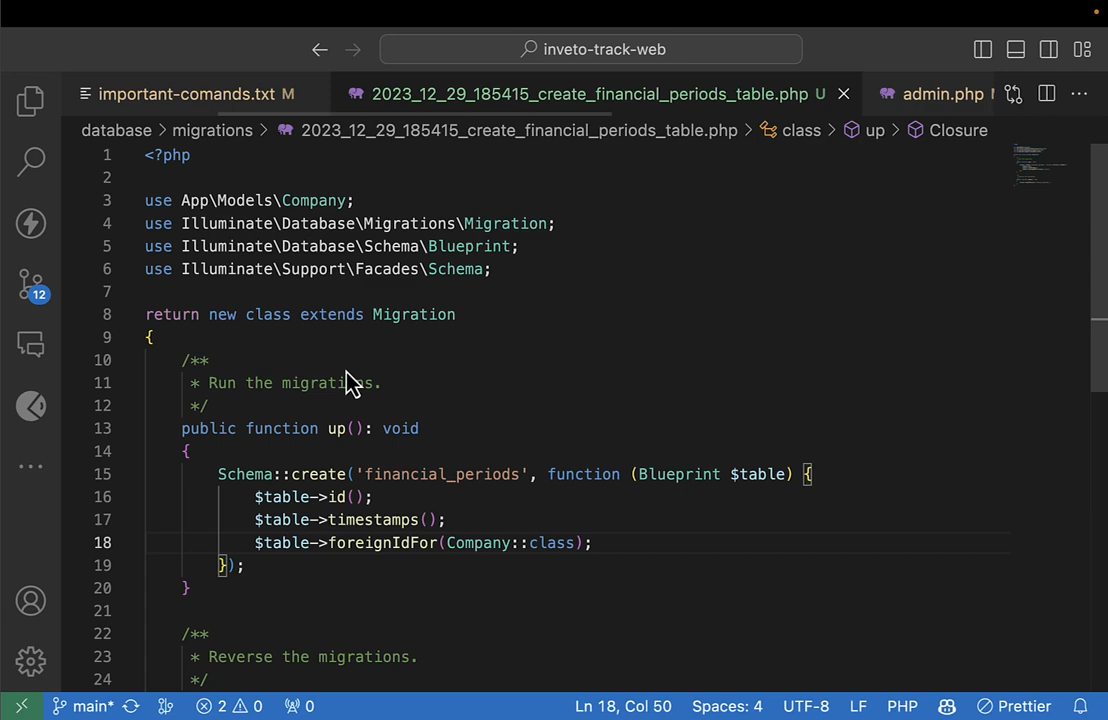 inveto-track-web
important-comands.txt M
2023_12_29_185415_create_financial_periods_table.php U
admin.php
database > migrations > 2023_12_29_185415_create_financial_periods_table.php > class > up > Closure
1 <?php
2
3 use App\Models\Company;
4 use Illuminate\Database\Migrations\Migration;
5 use Illuminate\Database\Schema\Blueprint;
6 use Illuminate\Support\Facades\Schema;
7
8 return new class extends Migration
9 {
10 /**
11 * Run the migrations.
12 */
13 public function up(): void
14 {
15 Schema::create('financial_periods', function (Blueprint $table) {
16 $table->id();
17 $table->timestamps();
18 $table->foreignIdFor(Company::class);
19 });
20 }
21
22 /**
23 * Reverse the migrations.
24 */
12
main* 2 0 0 Ln 18, Col 50 Spaces: 4 UTF-8 LF PHP Prettier